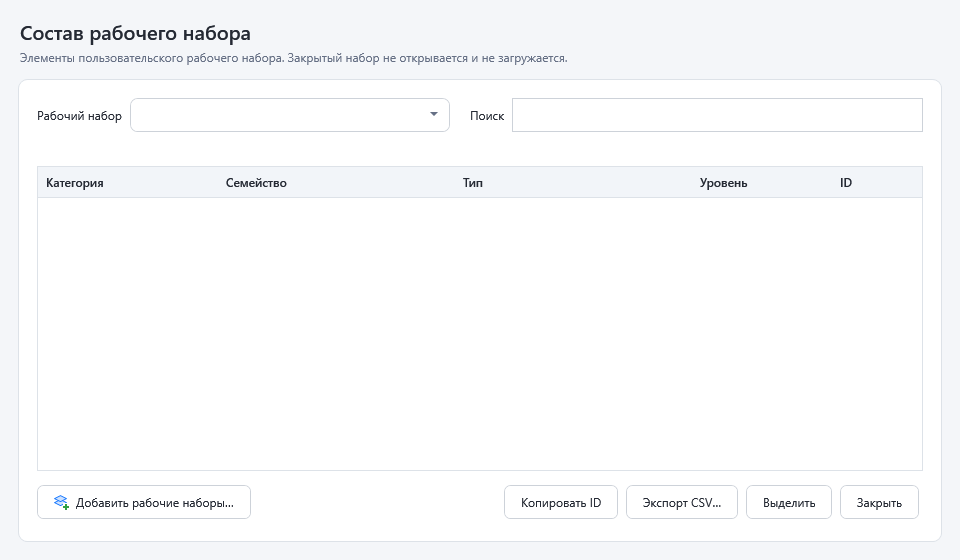 Состав рабочего набора
Элементы пользовательского рабочего набора. Закрытый набор не открывается и не загружается.
Рабочий набор Поиск
Категория Семейство Тип Уровень ID
Добавить рабочие наборы... Копировать ID Экспорт CSV... Выделить Закрыть